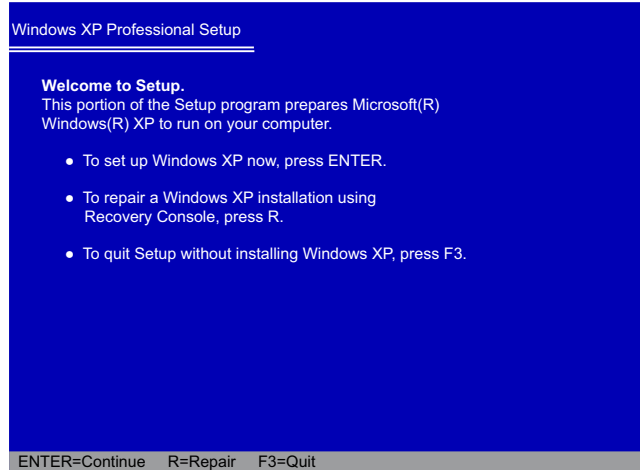 Windows XP Professional Setup
Welcome to Setup.
This portion of the Setup program prepares Microsoft(R)
Windows(R) XP to run on your computer.
● To set up Windows XP now, press ENTER.
● To repair a Windows XP installation using
Recovery Console, press R.
● To quit Setup without installing Windows XP, press F3.
ENTER=Continue R=Repair F3=Quit